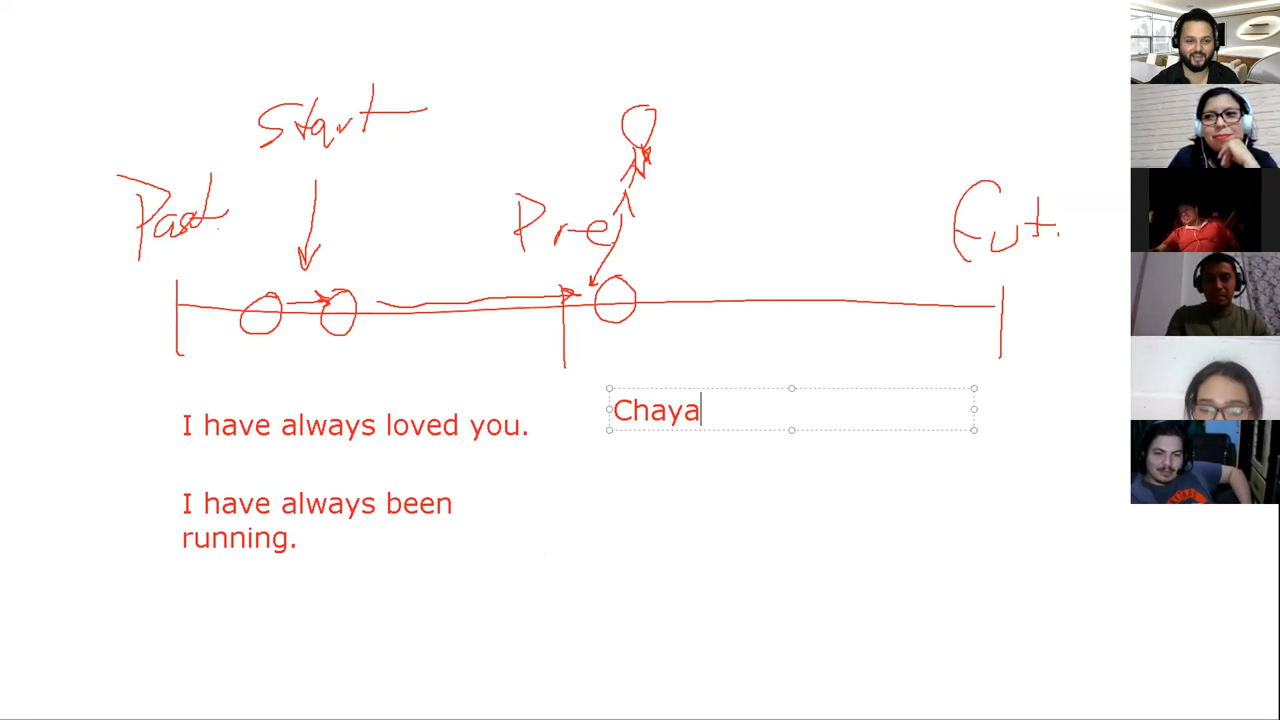 Start
Past
Pre
Fut.
I have always loved you.
Chaya
I have always been
running.